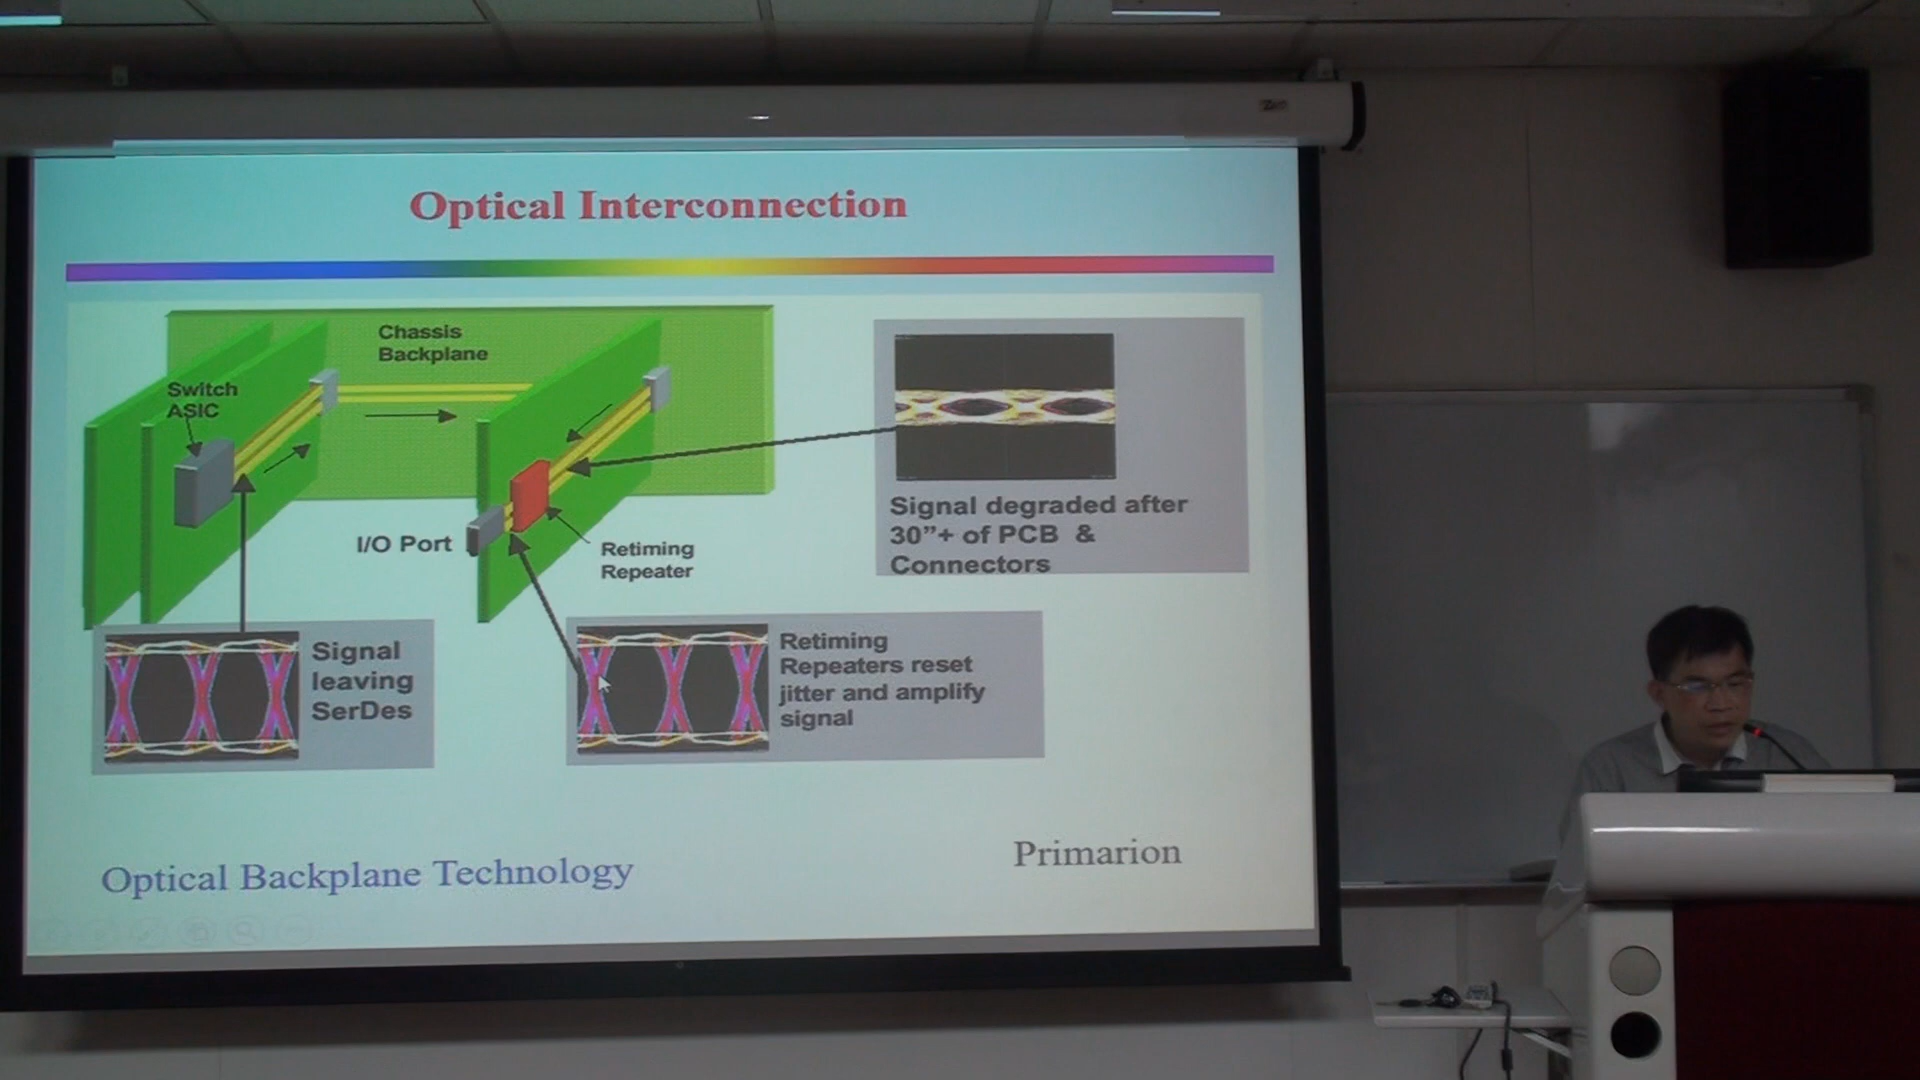 Optical Interconnection
Chassis
Backplane
Switch
ASIC
I/O Port
Retiming
Repeater
Signal degraded after
30”+ of PCB &
Connectors
Signal
leaving
SerDes
Retiming
Repeaters reset
jitter and amplify
signal
Optical Backplane Technology
Primarion